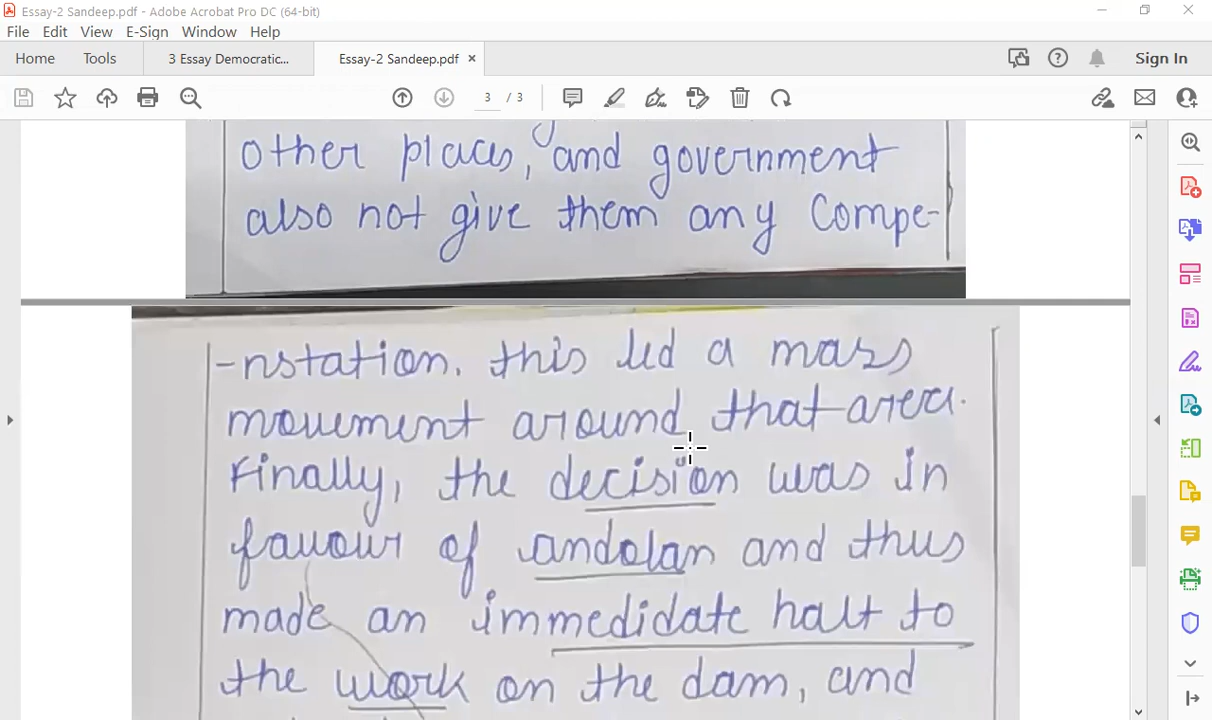 Essay-2 Sandeep.pdf - Adobe Acrobat Pro DC (64-bit)
File Edit View E-Sign Window Help
Home Tools 3 Essay Democratic... Essay-2 Sandeep.pdf × Sign In
3 / 3
other places, and government
also not give them any Compe-
-nstation. this led a mass
movement around that area.
Finally, the decision was in
favour of andolan and thus
made an immedidate halt to
the work on the dam, and